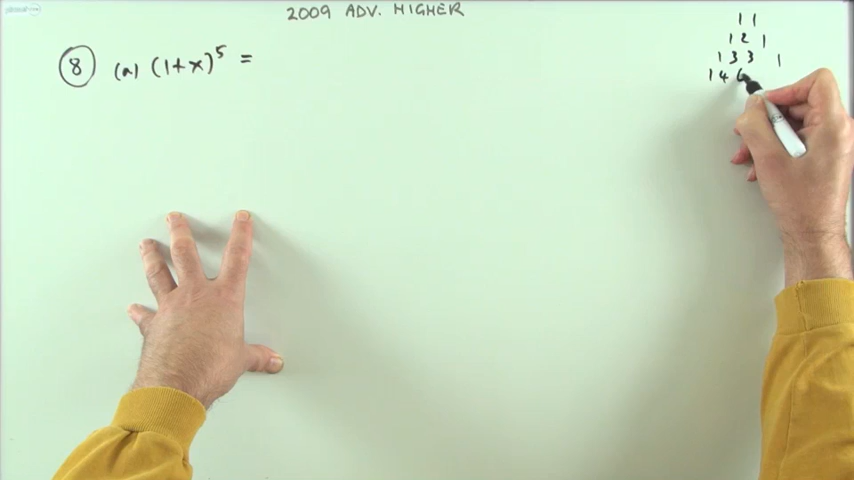 2009 ADV. HIGHER
1 1
1 2 1
1 3 3 1
1 4 6
8 (a) (1+x)⁵ =